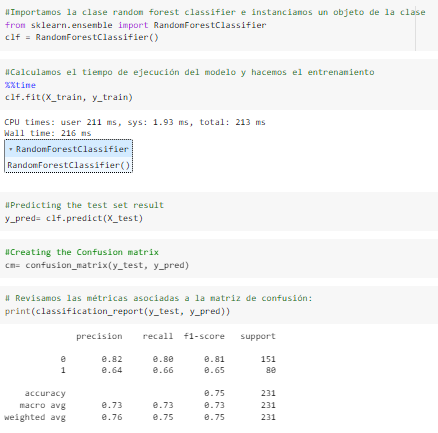 #Importamos la clase random forest classifier e instanciamos un objeto de la clase
from sklearn.ensemble import RandomForestClassifier
clf = RandomForestClassifier()
#Calculamos el tiempo de ejecución del modelo y hacemos el entrenamiento
%%time
clf.fit(X_train, y_train)
CPU times: user 211 ms, sys: 1.93 ms, total: 213 ms
Wall time: 216 ms
▾ RandomForestClassifier
RandomForestClassifier()
#Predicting the test set result
y_pred= clf.predict(X_test)
#Creating the Confusion matrix
cm= confusion_matrix(y_test, y_pred)
# Revisamos las métricas asociadas a la matriz de confusión:
print(classification_report(y_test, y_pred))
precision recall f1-score support
0 0.82 0.80 0.81 151
1 0.64 0.66 0.65 80
accuracy 0.75 231
macro avg 0.73 0.73 0.73 231
weighted avg 0.76 0.75 0.75 231